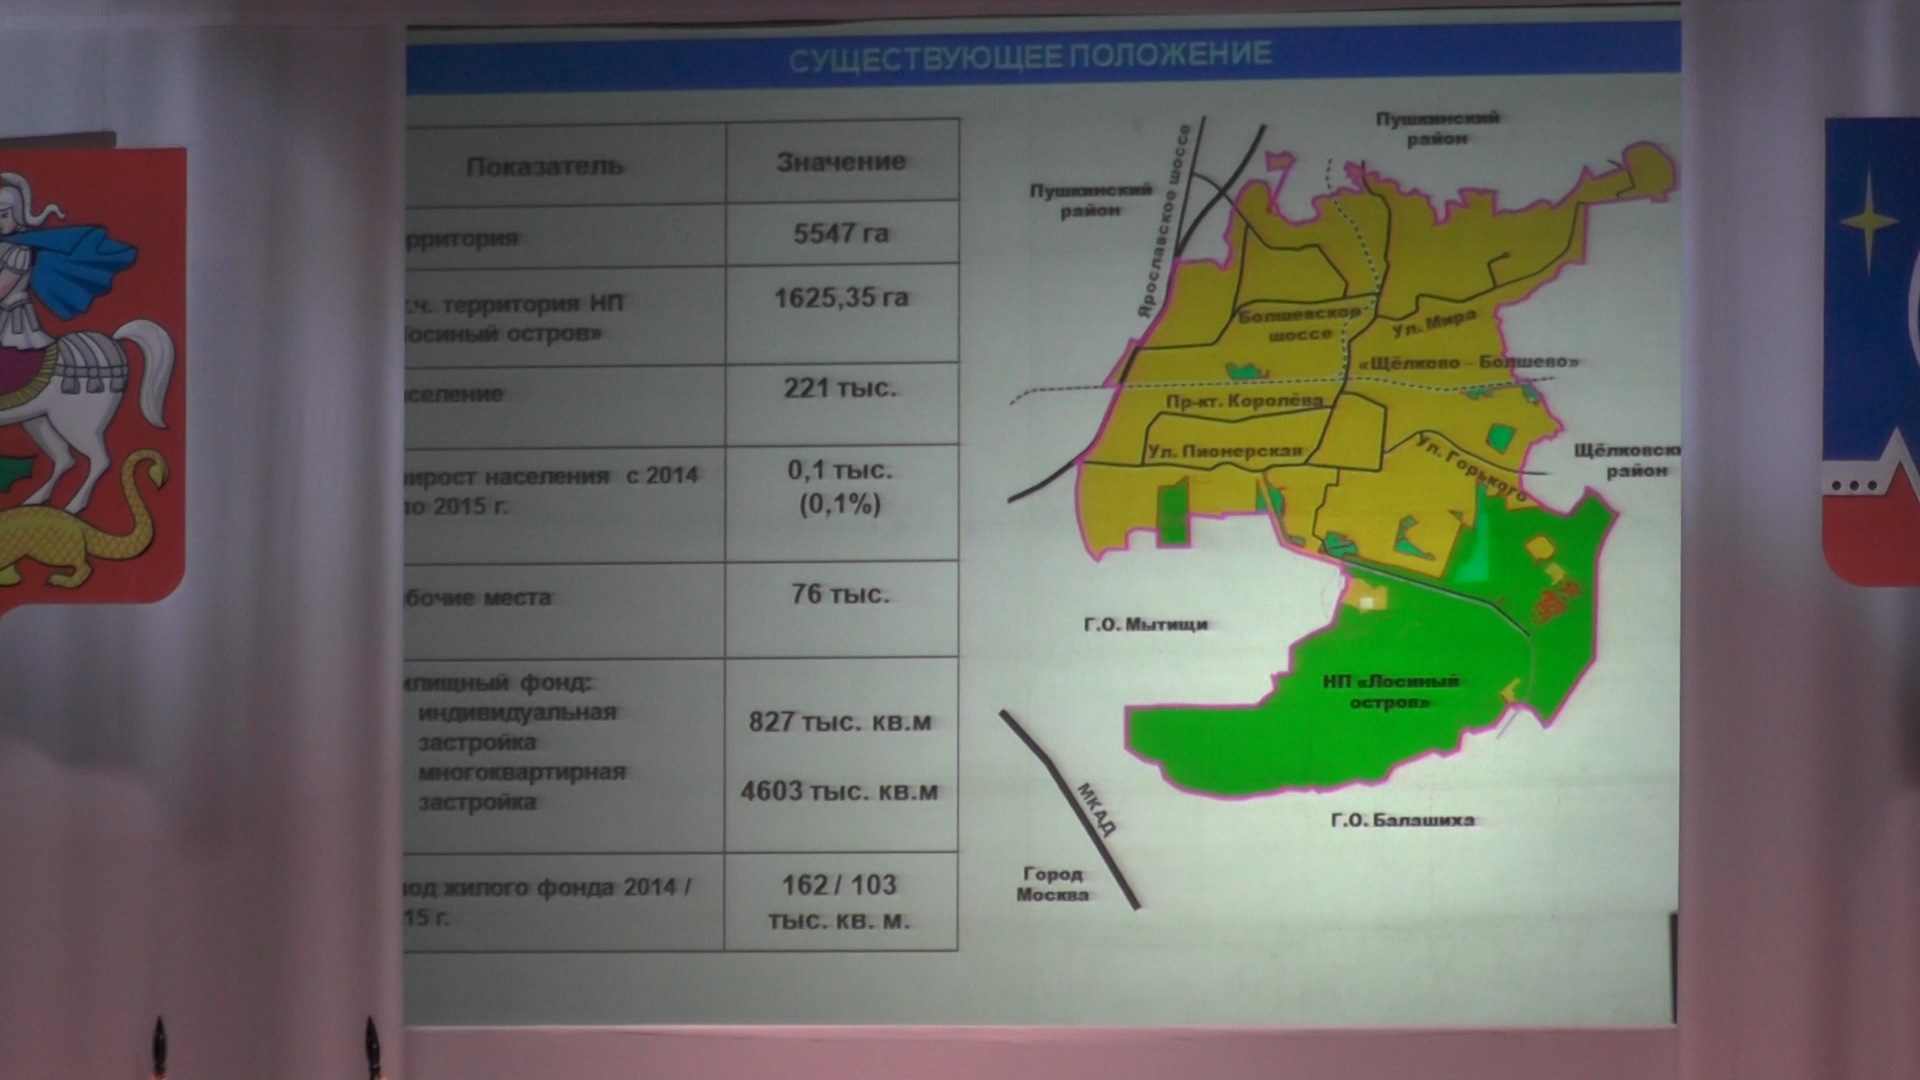 СУЩЕСТВУЮЩЕЕ ПОЛОЖЕНИЕ
Показатель Значение
рритория 5547 га
.ч. территория НП 1625,35 га
осиный остров»
селение 221 тыс.
ирост населения с 2014 0,1 тыс.
по 2015 г. (0,1%)
бочие места 76 тыс.
илищный фонд:
индивидуальная 827 тыс. кв.м
застройка
многоквартирная 4603 тыс. кв.м
застройка
од жилого фонда 2014 / 162 / 103
15 г. тыс. кв. м.
Пушкинский
район
Пушкинский
район
Ярославское шоссе
Болшевское
шоссе
Ул. Мира
«Щёлково - Болшево»
Пр-кт. Королёва
Ул. Пионерская
Ул. Горького
Щёлковски
район
Г.О. Мытищи
НП «Лосиный
остров»
МКАД
Г.О. Балашиха
Город
Москва